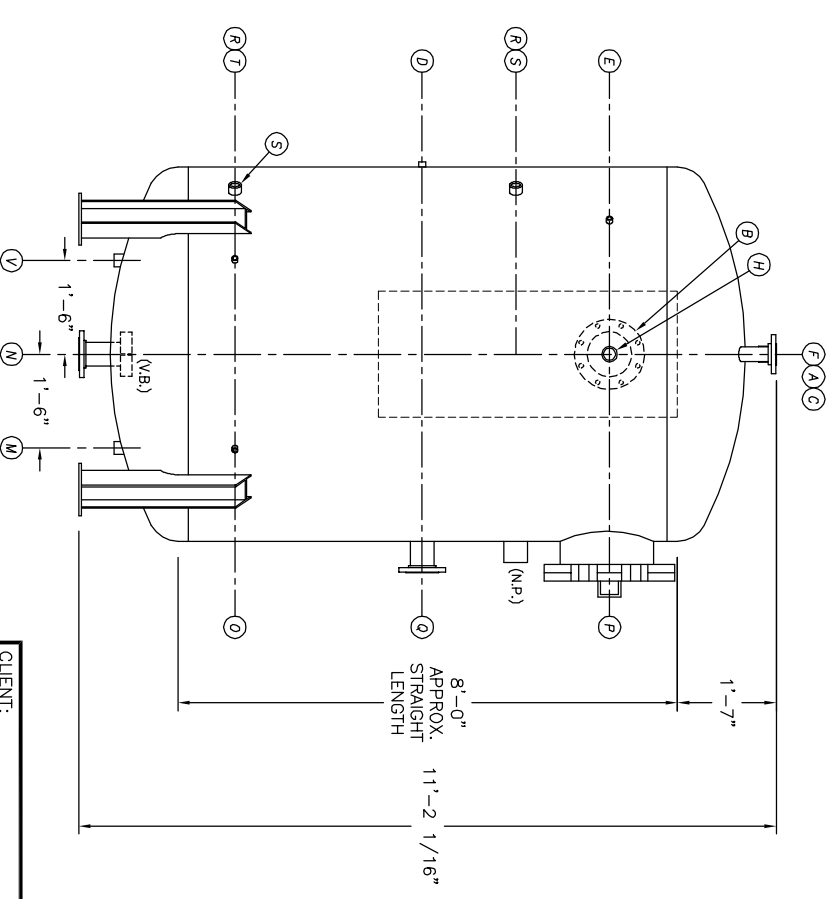 F
A
C
R T
D
R S
E
S
B
H
1'-7"
8'-0"
APPROX.
STRAIGHT
LENGTH
11'-2 1/16"
(N.P.)
(V.B.)
O
Q
P
1'-6"
1'-6"
V
N
M
CLIENT: